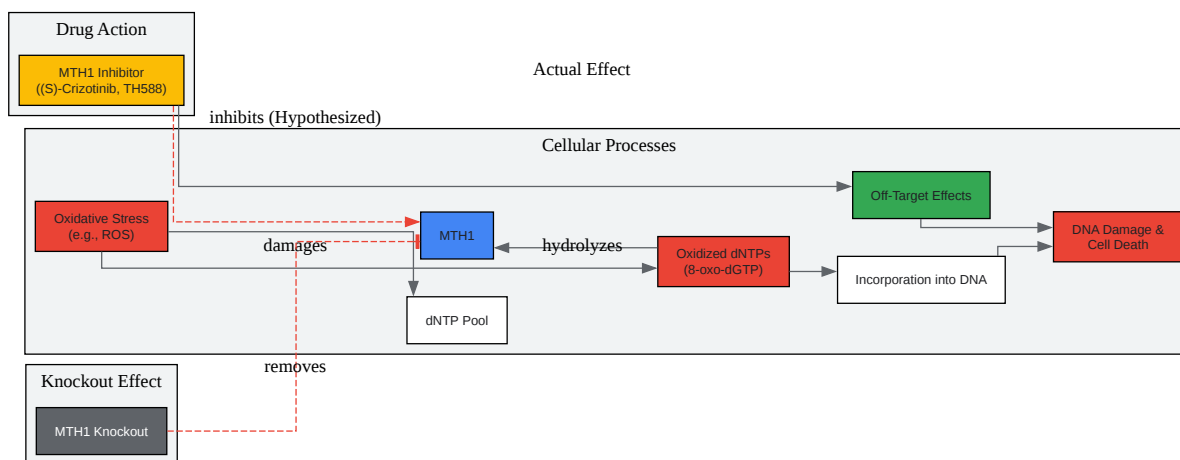 Drug Action
MTH1 Inhibitor
((S)-Crizotinib, TH588)
Actual Effect
inhibits (Hypothesized)
Cellular Processes
Off-Target Effects
Oxidative Stress
(e.g., ROS)
MTH1
DNA Damage &
Cell Death
damages
hydrolyzes
Oxidized dNTPs
(8-oxo-dGTP)
Incorporation into DNA
dNTP Pool
removes
Knockout Effect
MTH1 Knockout